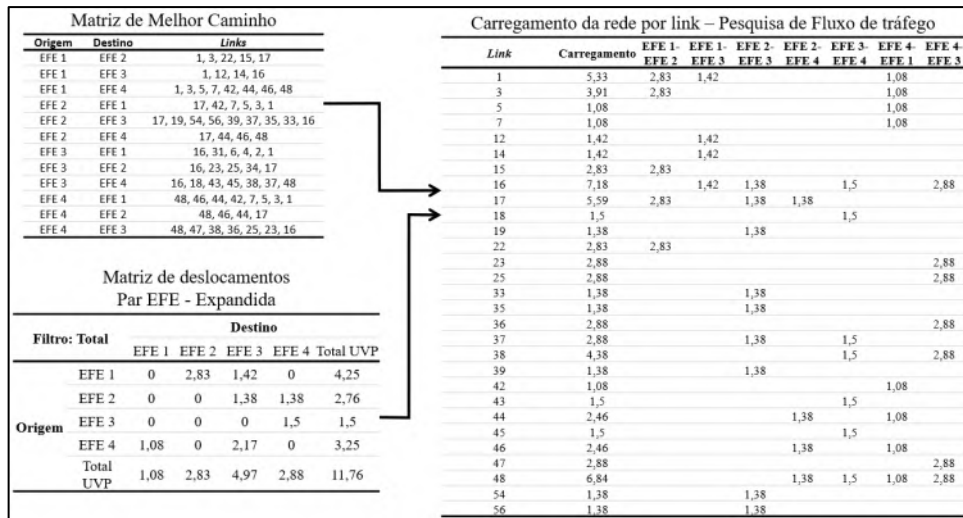 Matriz de Melhor Caminho
Origem Destino Links
EFE 1 EFE 2 1, 3, 22, 15, 17
EFE 1 EFE 3 1, 12, 14, 16
EFE 1 EFE 4 1, 3, 5, 7, 42, 44, 46, 48
EFE 2 EFE 1 17, 42, 7, 5, 3, 1
EFE 2 EFE 3 17, 19, 54, 56, 39, 37, 35, 33, 16
EFE 2 EFE 4 17, 44, 46, 48
EFE 3 EFE 1 16, 31, 6, 4, 2, 1
EFE 3 EFE 2 16, 23, 25, 34, 17
EFE 3 EFE 4 16, 18, 43, 45, 38, 37, 48
EFE 4 EFE 1 48, 46, 44, 42, 7, 5, 3, 1
EFE 4 EFE 2 48, 46, 44, 17
EFE 4 EFE 3 48, 47, 38, 36, 25, 23, 16
Matriz de deslocamentos
Par EFE - Expandida
Filtro: Total Destino
EFE 1 EFE 2 EFE 3 EFE 4 Total UVP
Origem
EFE 1 0 2,83 1,42 0 4,25
EFE 2 0 0 1,38 1,38 2,76
EFE 3 0 0 0 1,5 1,5
EFE 4 1,08 0 2,17 0 3,25
Total
UVP 1,08 2,83 4,97 2,88 11,76
Carregamento da rede por link – Pesquisa de Fluxo de tráfego
Link Carregamento EFE 1- EFE 1- EFE 2- EFE 2- EFE 3- EFE 4- EFE 4-
EFE 2 EFE 3 EFE 3 EFE 4 EFE 4 EFE 1 EFE 3
1 5,33 2,83 1,42 1,08
3 3,91 2,83 1,08
5 1,08 1,08
7 1,08 1,08
12 1,42 1,42
14 1,42 1,42
15 2,83 2,83
16 7,18 1,42 1,38 1,5 2,88
17 5,59 2,83 1,38 1,38
18 1,5 1,5
19 1,38 1,38
22 2,83 2,83
23 2,88 2,88
25 2,88 2,88
33 1,38 1,38
35 1,38 1,38
36 2,88 2,88
37 2,88 1,38 1,5
38 4,38 1,5 2,88
39 1,38 1,38
42 1,08 1,08
43 1,5 1,5
44 2,46 1,38 1,08
45 1,5 1,5
46 2,46 1,38 1,08
47 2,88 2,88
48 6,84 1,38 1,5 1,08 2,88
54 1,38 1,38
56 1,38 1,38